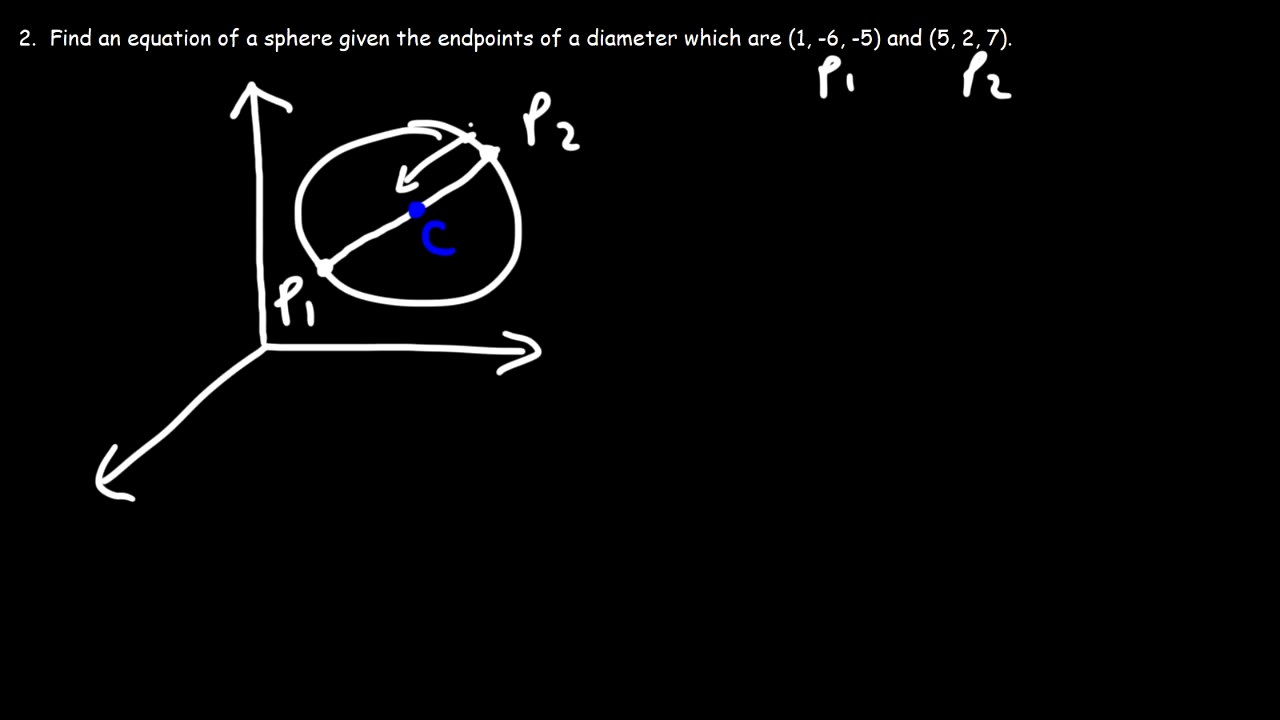 2. Find an equation of a sphere given the endpoints of a diameter which are (1, -6, -5) and (5, 2, 7).
P1 P2
P2
C
P1